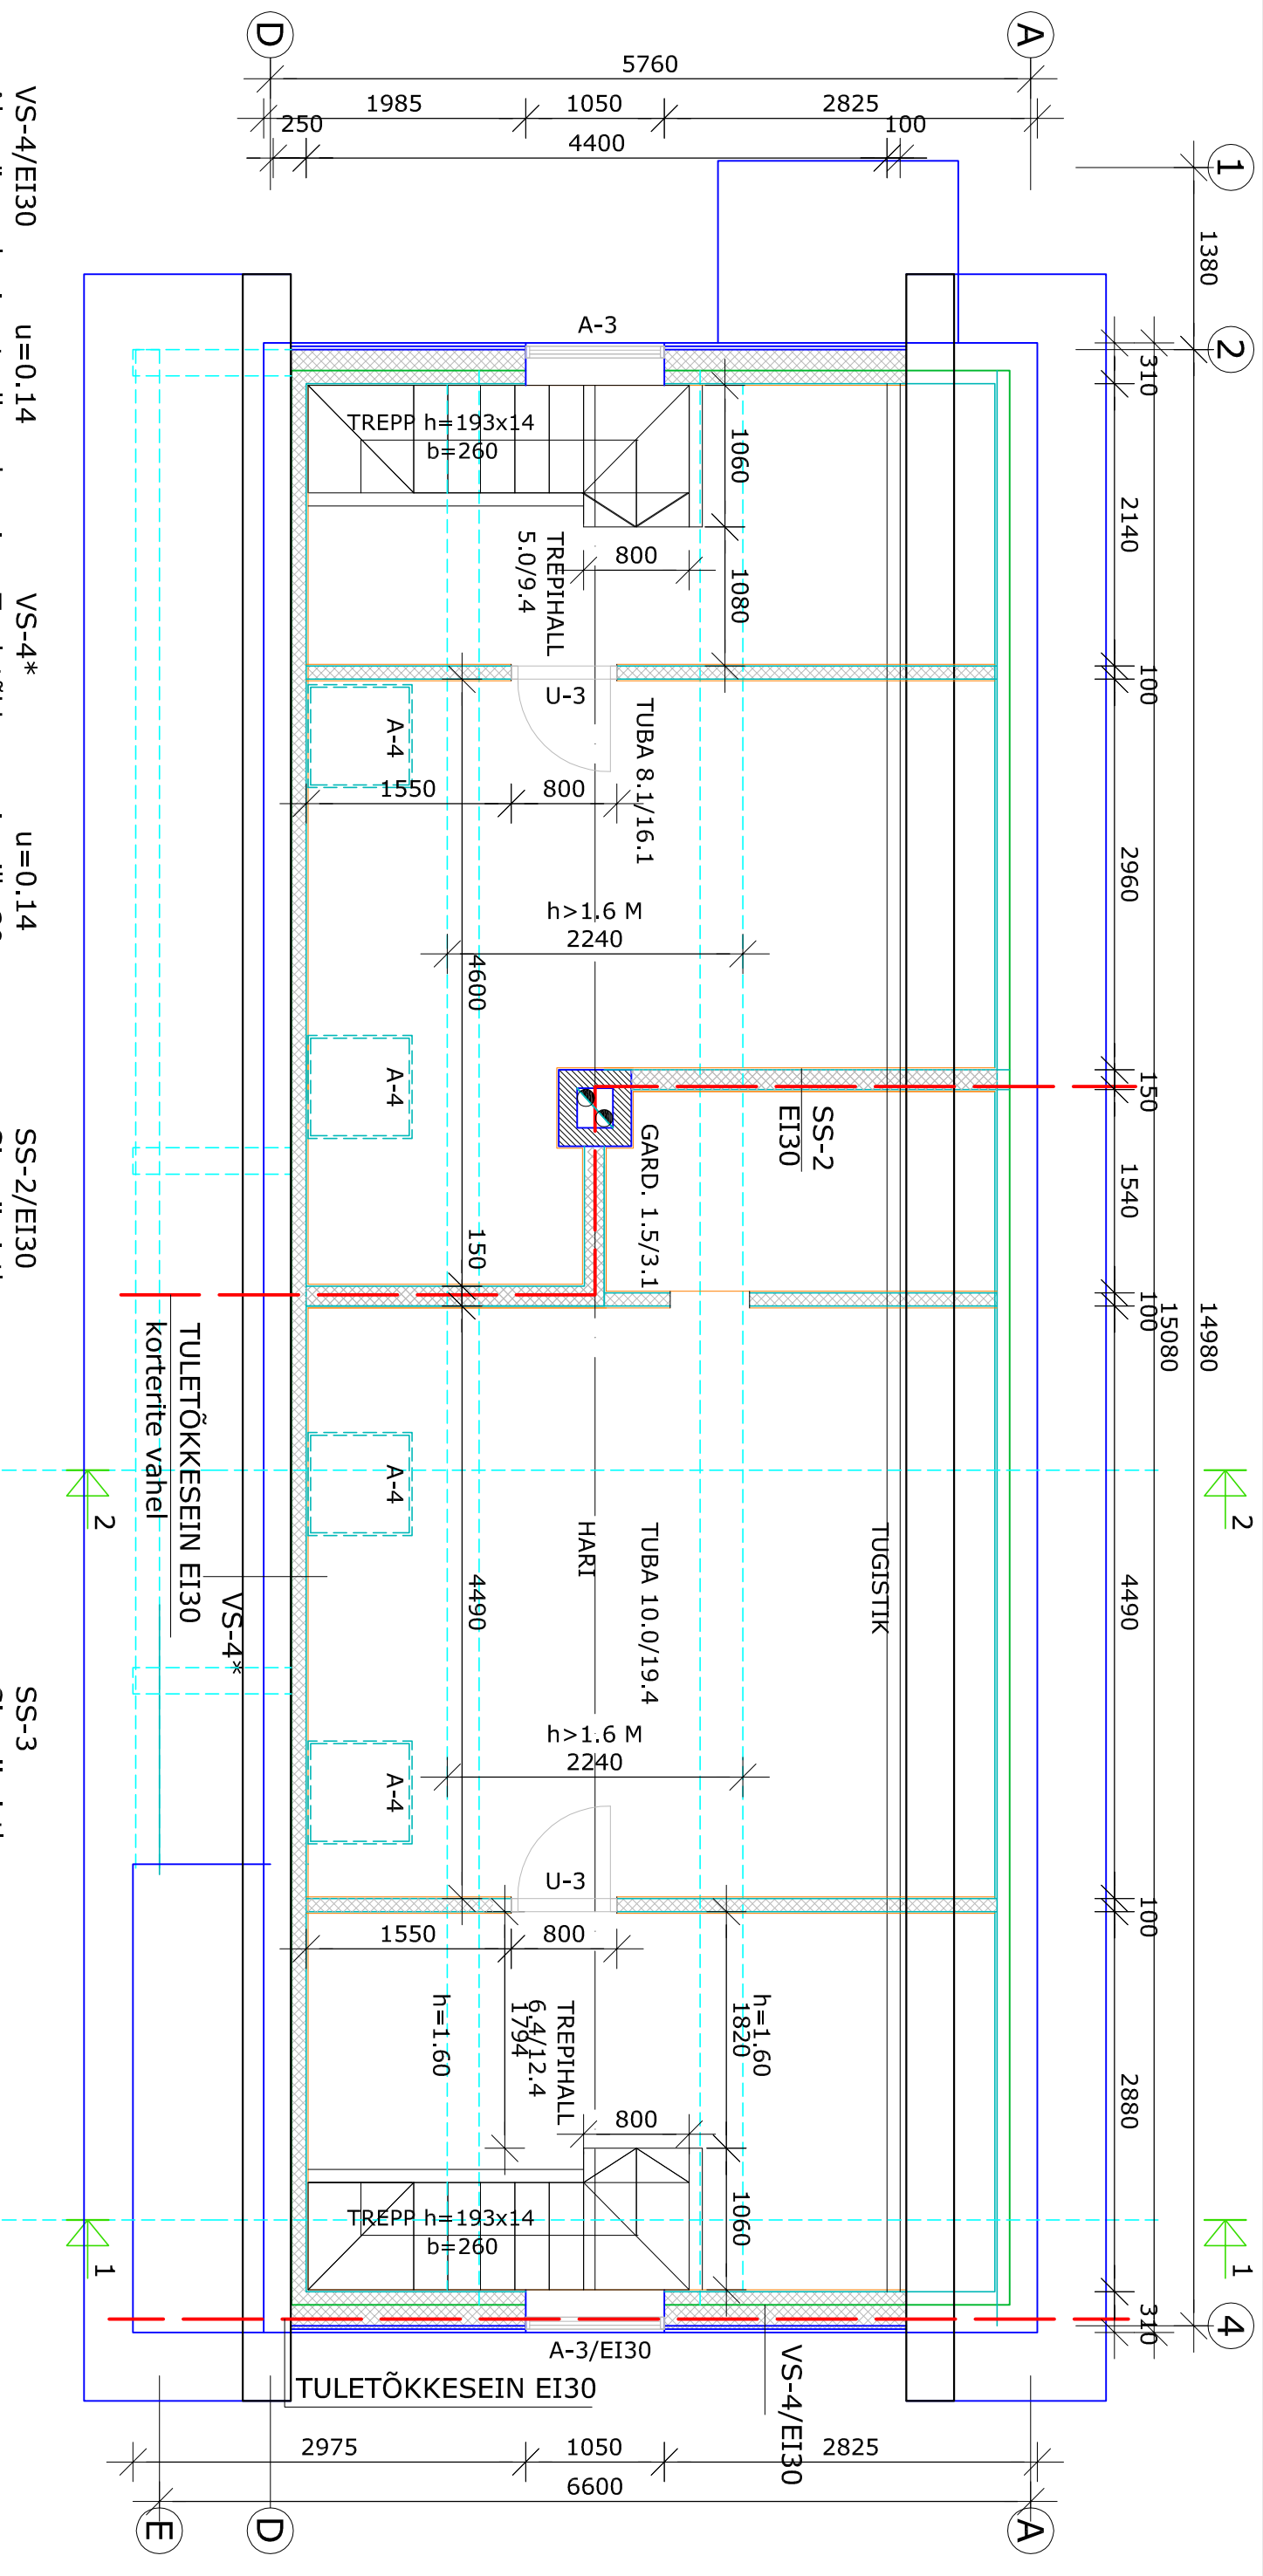 D
A
5760
1985
1050
2825
250
4400
100
1
1380
2
14980
15080
310
2140
100
2960
150
1540
100
4490
100
2880
310
4
A-3
TREPP h=193x14
b=260
1060
1080
800
TREPIHALL
5.0/9.4
U-3
A-4
1550
800
TUBA 8.1/16.1
h>1.6 M
2240
4600
A-4
SS-2
EI30
GARD. 1.5/3.1
150
TULETÕKKESEIN EI30
korterite vahel
A-4
2
2
VS-4*
HARI
TUBA 10.0/19.4
TUGISTIK
4490
h>1.6 M
2240
A-4
U-3
1550
800
h=1.60
1794
TREPIHALL
6.4/12.4
h=1.60
1820
800
1060
TREPP h=193x14
b=260
1
1
A-3/EI30
TULETÕKKESEIN EI30
VS-4/EI30
2975
1050
2825
6600
E
D
A
VS-4/EI30
u=0.14
VS-4*
u=0.14
SS-2/EI30
SS-3